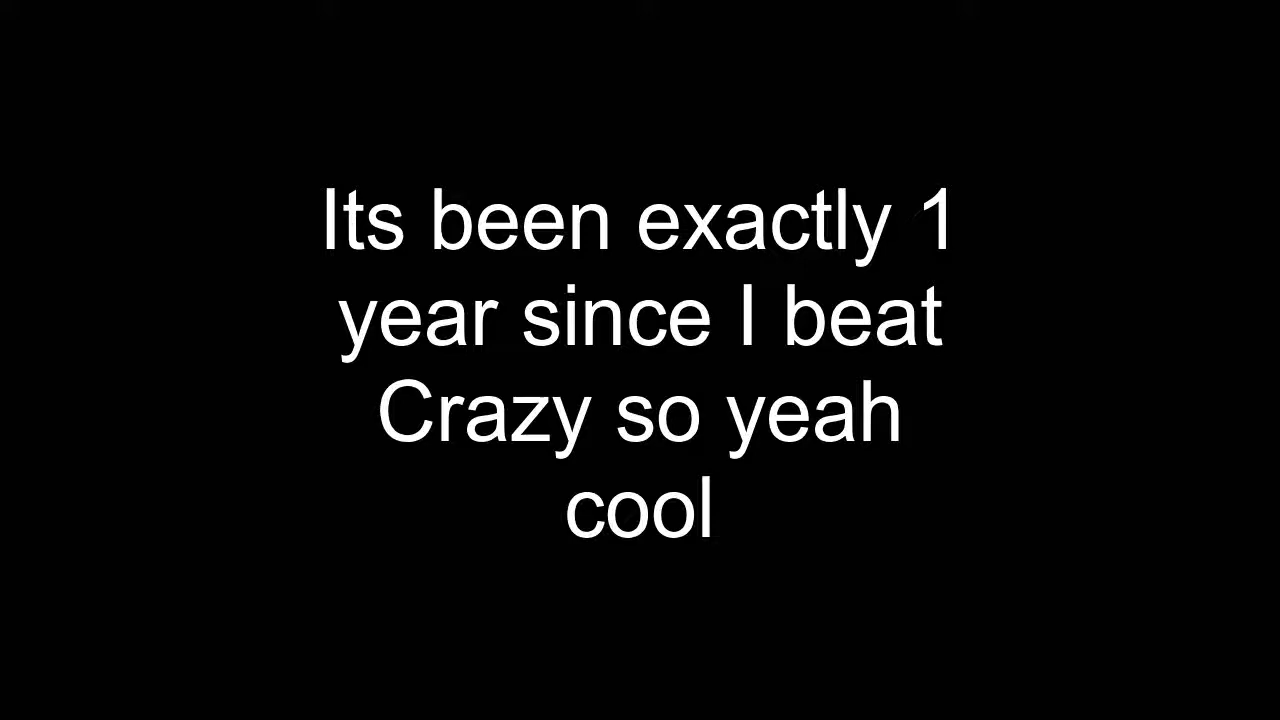 Its been exactly 1
year since I beat
Crazy so yeah
cool